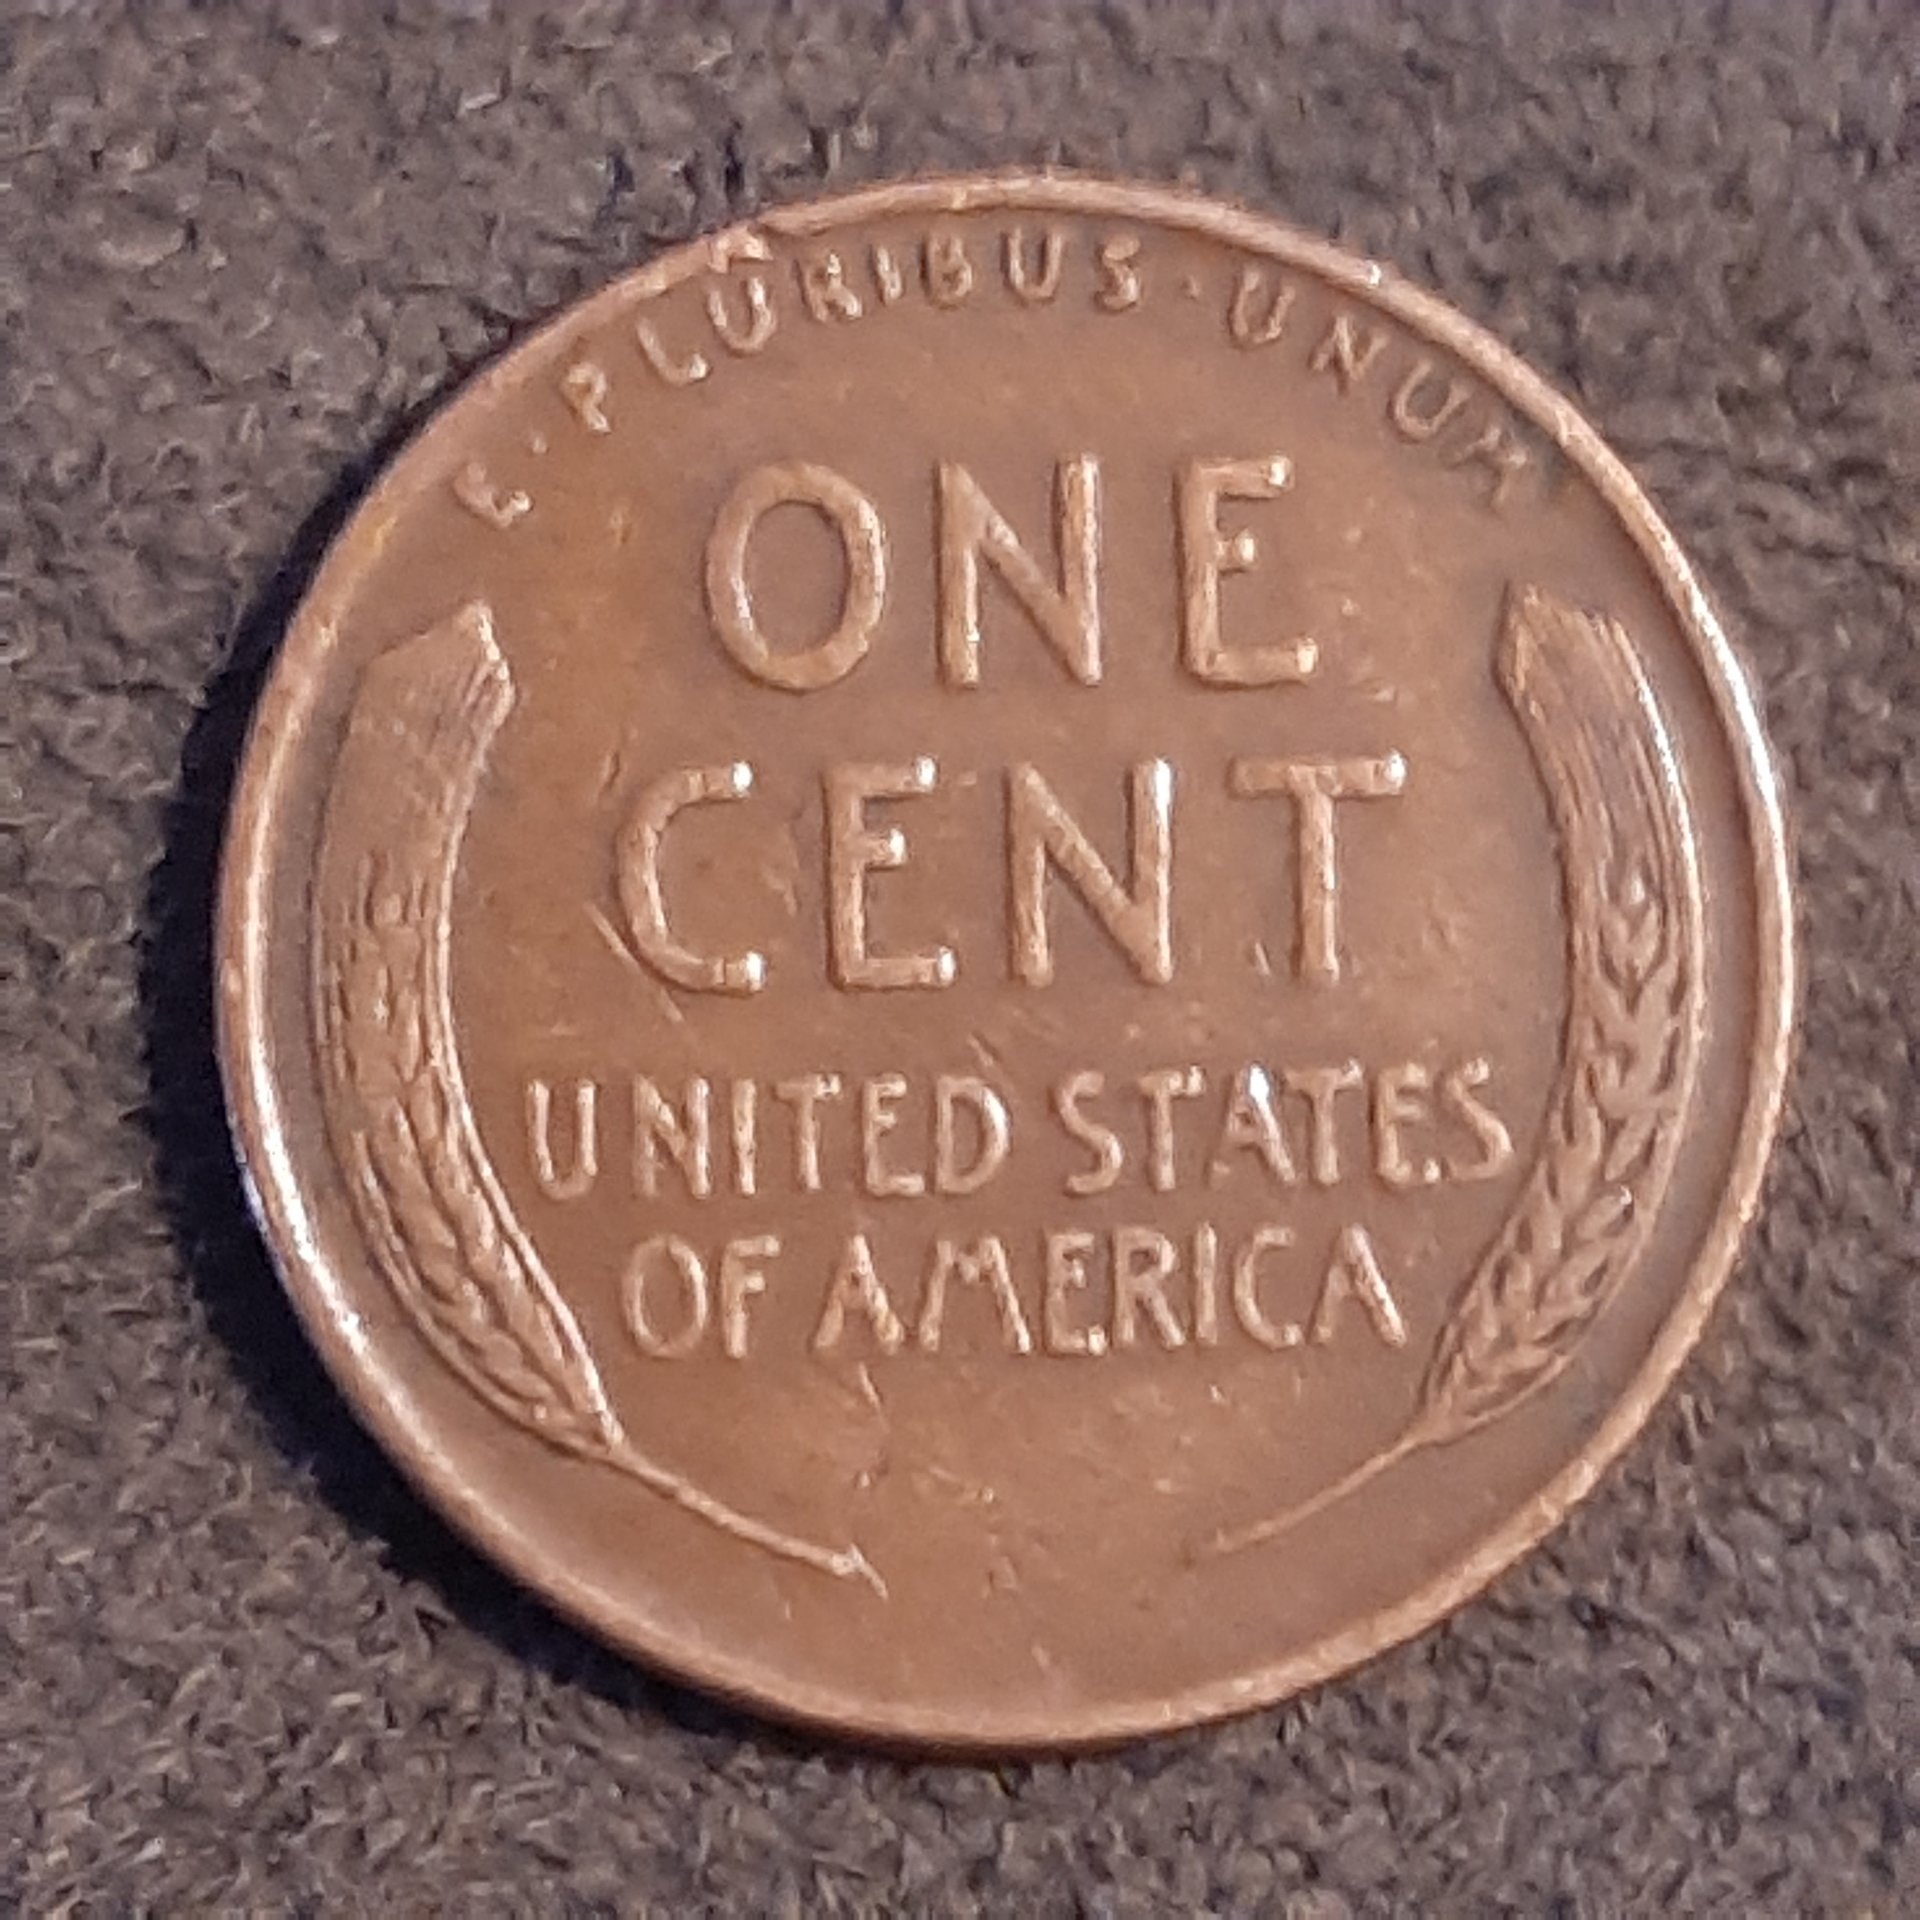 E·PLURIBUS·UNUM
ONE
CENT
UNITED STATES
OF AMERICA